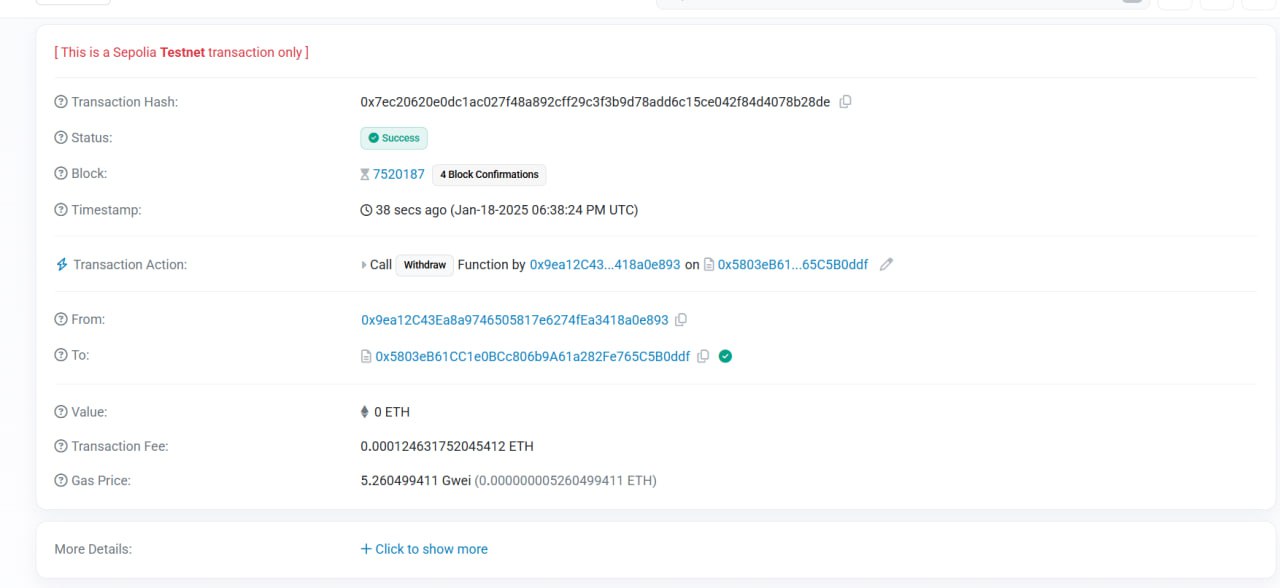 [ This is a Sepolia Testnet transaction only ]
Transaction Hash: 0x7ec20620e0dc1ac027f48a892cff29c3f3b9d78add6c15ce042f84d4078b28de
Status: Success
Block: 7520187 4 Block Confirmations
Timestamp: 38 secs ago (Jan-18-2025 06:38:24 PM UTC)
Transaction Action: Call Withdraw Function by 0x9ea12C43...418a0e893 on 0x5803eB61...65C5B0ddf
From: 0x9ea12C43Ea8a9746505817e6274fEa3418a0e893
To: 0x5803eB61CC1e0BCc806b9A61a282Fe765C5B0ddf
Value: 0 ETH
Transaction Fee: 0.000124631752045412 ETH
Gas Price: 5.260499411 Gwei (0.000000005260499411 ETH)
More Details: + Click to show more